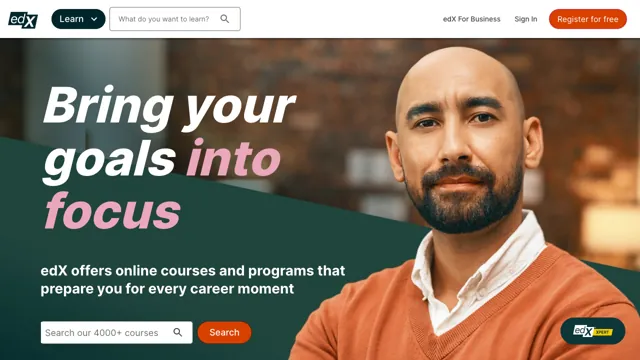 edX
Learn
What do you want to learn?
edX For Business
Sign In
Register for free
Bring your
goals into
focus
edX offers online courses and programs that
prepare you for every career moment
Search our 4000+ courses
Search
edX XPERT